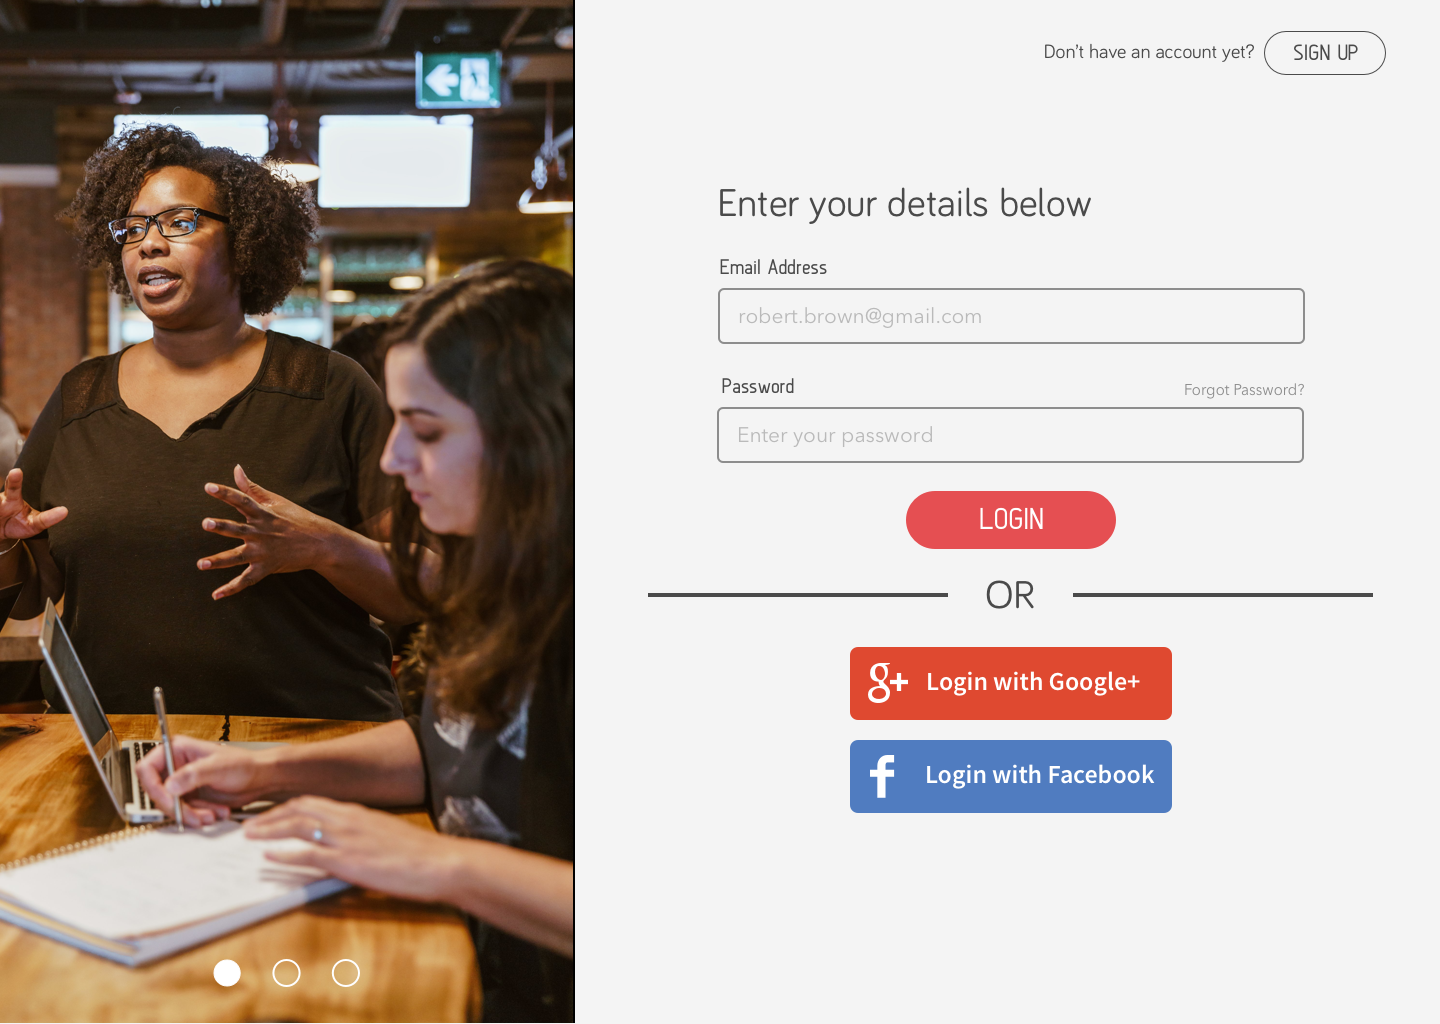 Don't have an account yet?
SIGN UP
Enter your details below
Email Address
robert.brown@gmail.com
Password
Forgot Password?
Enter your password
LOGIN
OR
g+ Login with Google+
f Login with Facebook